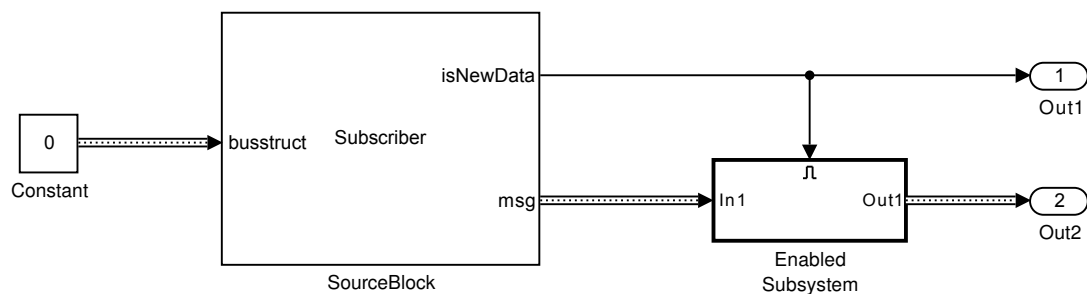 isNewData
1
Out1
0
busstruct
Subscriber
Constant
msg
In1
Out1
2
Out2
SourceBlock
Enabled
Subsystem